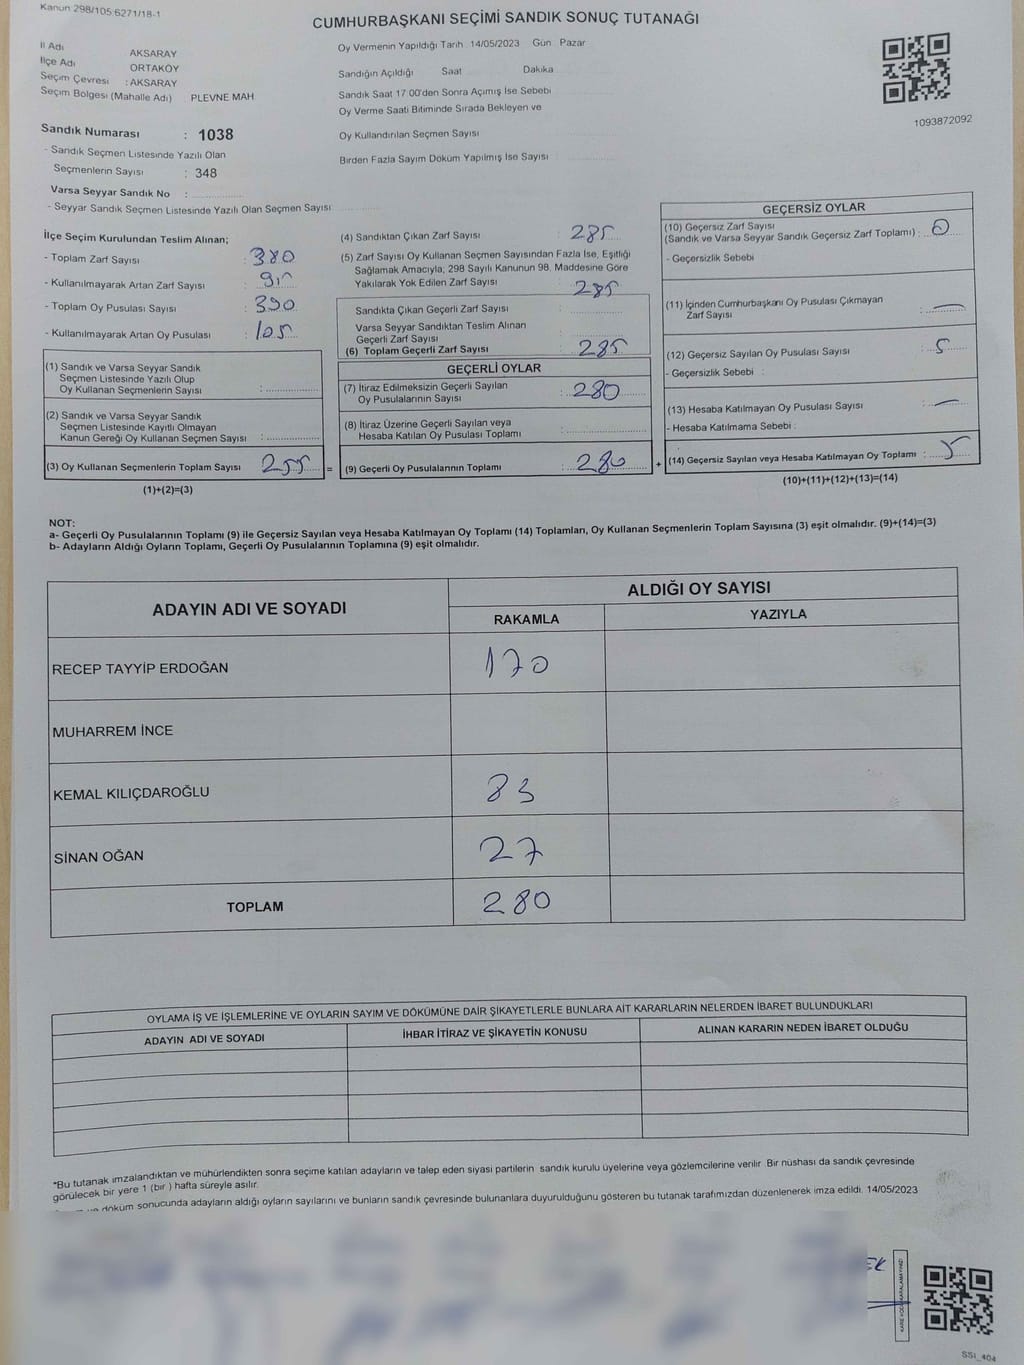 Kanun 298/105 6271/18-1
CUMHURBAŞKANI SEÇİMİ SANDIK SONUÇ TUTANAĞI
İl Adı AKSARAY
İlçe Adı ORTAKÖY
Seçim Çevresi : AKSARAY
Seçim Bölgesi (Mahalle Adı) PLEVNE MAH
Sandık Numarası : 1038
- Sandık Seçmen Listesinde Yazılı Olan
Seçmenlerin Sayısı : 348
Varsa Seyyar Sandık No :
- Seyyar Sandık Seçmen Listesinde Yazılı Olan Seçmen Sayısı
Oy Vermenin Yapıldığı Tarih 14/05/2023 Gün Pazar
Sandığın Açıldığı Saat Dakika
Sandık Saat 17 00'den Sonra Açımış İse Sebebi
Oy Verme Saati Bitiminde Sırada Bekleyen ve
Oy Kullandırılan Seçmen Sayısı
Birden Fazla Sayım Döküm Yapılmış İse Sayısı
1093872092
İlçe Seçim Kurulundan Teslim Alınan;
- Toplam Zarf Sayısı : 380
- Kullanılmayarak Artan Zarf Sayısı :
- Toplam Oy Pusulası Sayısı : 390
- Kullanılmayarak Artan Oy Pusulası : 105
(1) Sandık ve Varsa Seyyar Sandık
Seçmen Listesinde Yazılı Olup
Oy Kullanan Seçmenlerin Sayısı :
(2) Sandık ve Varsa Seyyar Sandık
Seçmen Listesinde Kayıtlı Olmayan
Kanun Gereği Oy Kullanan Seçmen Sayısı :
(3) Oy Kullanan Seçmenlerin Toplam Sayısı 255 =
(1)+(2)=(3)
(4) Sandıktan Çıkan Zarf Sayısı : 285
(5) Zarf Sayısı Oy Kullanan Seçmen Sayısından Fazla İse, Eşitliği
Sağlamak Amacıyla; 298 Sayılı Kanunun 98. Maddesine Göre
Yakılarak Yok Edilen Zarf Sayısı : 285
Sandıkta Çıkan Geçerli Zarf Sayısı :
Varsa Seyyar Sandıktan Teslim Alınan
Geçerli Zarf Sayısı :
(6) Toplam Geçerli Zarf Sayısı : 285
GEÇERLİ OYLAR
(7) İtiraz Edilmeksizin Geçerli Sayılan
Oy Pusulalarının Sayısı : 280
(8) İtiraz Üzerine Geçerli Sayılan veya
Hesaba Katılan Oy Pusulası Toplamı :
(9) Geçerli Oy Pusulalarının Toplamı : 280 +
GEÇERSİZ OYLAR
(10) Geçersiz Zarf Sayısı
(Sandık ve Varsa Seyyar Sandık Geçersiz Zarf Toplamı) : 0
- Geçersizlik Sebebi
(11) İçinden Cumhurbaşkanı Oy Pusulası Çıkmayan
Zarf Sayısı : —
(12) Geçersiz Sayılan Oy Pusulası Sayısı : 5
- Geçersizlik Sebebi :
(13) Hesaba Katılmayan Oy Pusulası Sayısı : —
- Hesaba Katılmama Sebebi :
(14) Geçersiz Sayılan veya Hesaba Katılmayan Oy Toplamı : 5
(10)+(11)+(12)+(13)=(14)
NOT:
a- Geçerli Oy Pusulalarının Toplamı (9) ile Geçersiz Sayılan veya Hesaba Katılmayan Oy Toplamı (14) Toplamları, Oy Kullanan Seçmenlerin Toplam Sayısına (3) eşit olmalıdır. (9)+(14)=(3)
b- Adayların Aldığı Oyların Toplamı, Geçerli Oy Pusulalarının Toplamına (9) eşit olmalıdır.
ADAYIN ADI VE SOYADI ALDIĞI OY SAYISI
RAKAMLA YAZIYLA
RECEP TAYYİP ERDOĞAN 170
MUHARREM İNCE
KEMAL KILIÇDAROĞLU 83
SİNAN OĞAN 27
TOPLAM 280
OYLAMA İŞ VE İŞLEMLERİNE VE OYLARIN SAYIM VE DÖKÜMÜNE DAİR ŞİKAYETLERLE BUNLARA AİT KARARLARIN NELERDEN İBARET BULUNDUKLARI
ADAYIN ADI VE SOYADI İHBAR İTİRAZ VE ŞİKAYETİN KONUSU ALINAN KARARIN NEDEN İBARET OLDUĞU
*Bu tutanak imzalandıktan ve mühürlendikten sonra seçime katılan adayların ve talep eden siyasi partilerin sandık kurulu üyelerine veya gözlemcilerine verilir. Bir nüshası da sandık çevresinde
görülecek bir yere 1 (bir ) hafta süreyle asılır.
ve döküm sonucunda adayların aldığı oyların sayılarını ve bunların sandık çevresinde bulunanlara duyurulduğunu gösteren bu tutanak tarafımızdan düzenlenerek imza edildi. 14/05/2023
SSI_404